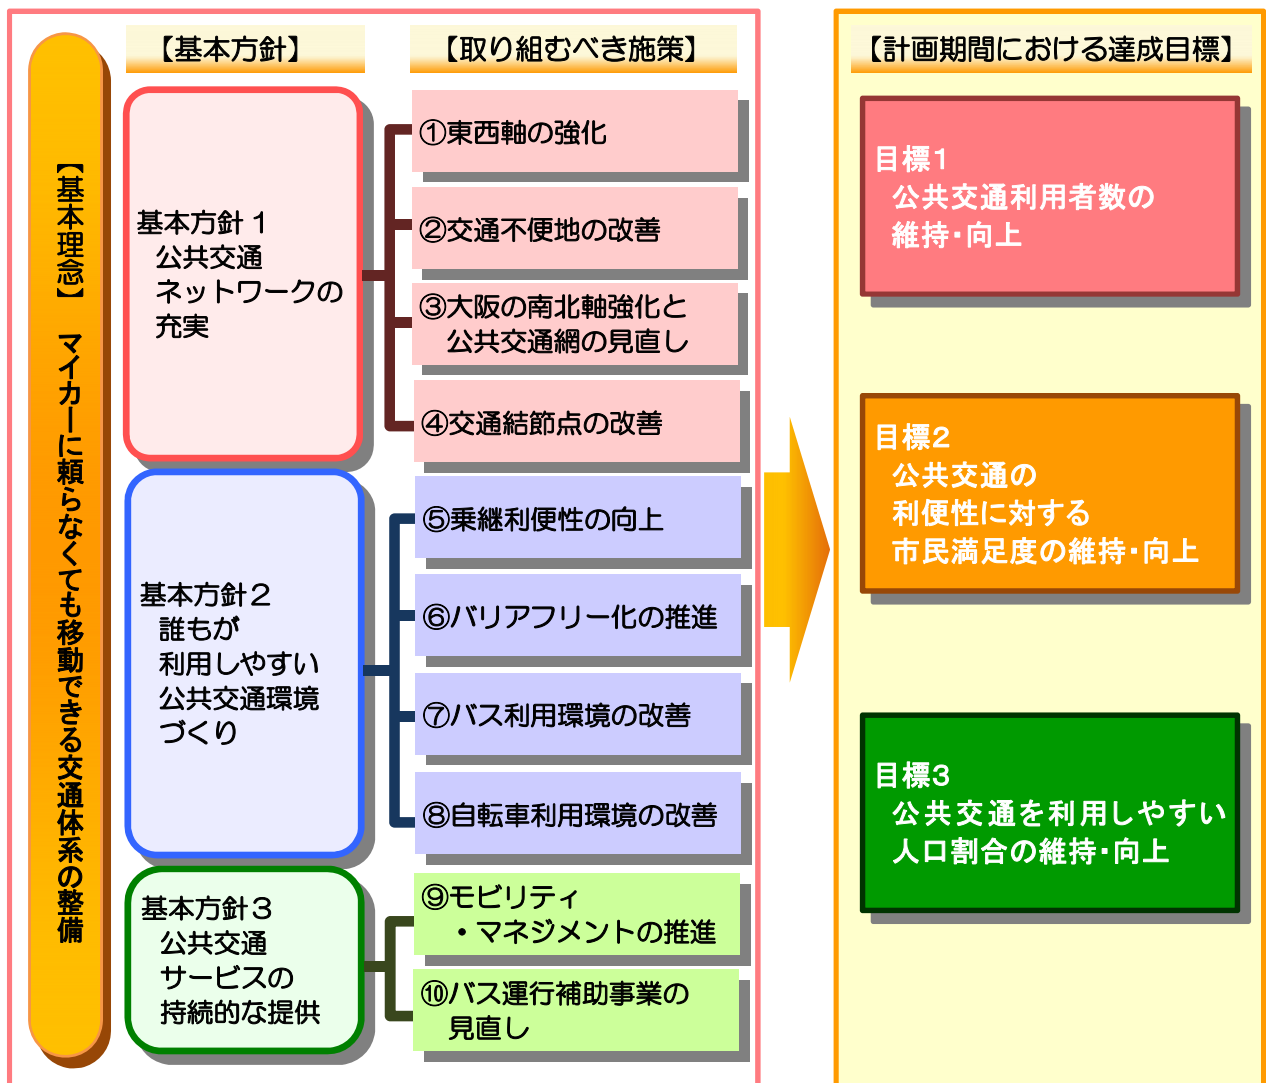 【基本理念】 マイカーに頼らなくても移動できる交通体系の整備
【基本方針】
基本方針１
公共交通
ネットワークの
充実
基本方針２
誰もが
利用しやすい
公共交通環境
づくり
基本方針３
公共交通
サービスの
持続的な提供
【取り組むべき施策】
①東西軸の強化
②交通不便地の改善
③大阪の南北軸強化と
公共交通網の見直し
④交通結節点の改善
⑤乗継利便性の向上
⑥バリアフリー化の推進
⑦バス利用環境の改善
⑧自転車利用環境の改善
⑨モビリティ
・マネジメントの推進
⑩バス運行補助事業の
見直し
【計画期間における達成目標】
目標１
公共交通利用者数の
維持・向上
目標２
公共交通の
利便性に対する
市民満足度の維持・向上
目標３
公共交通を利用しやすい
人口割合の維持・向上